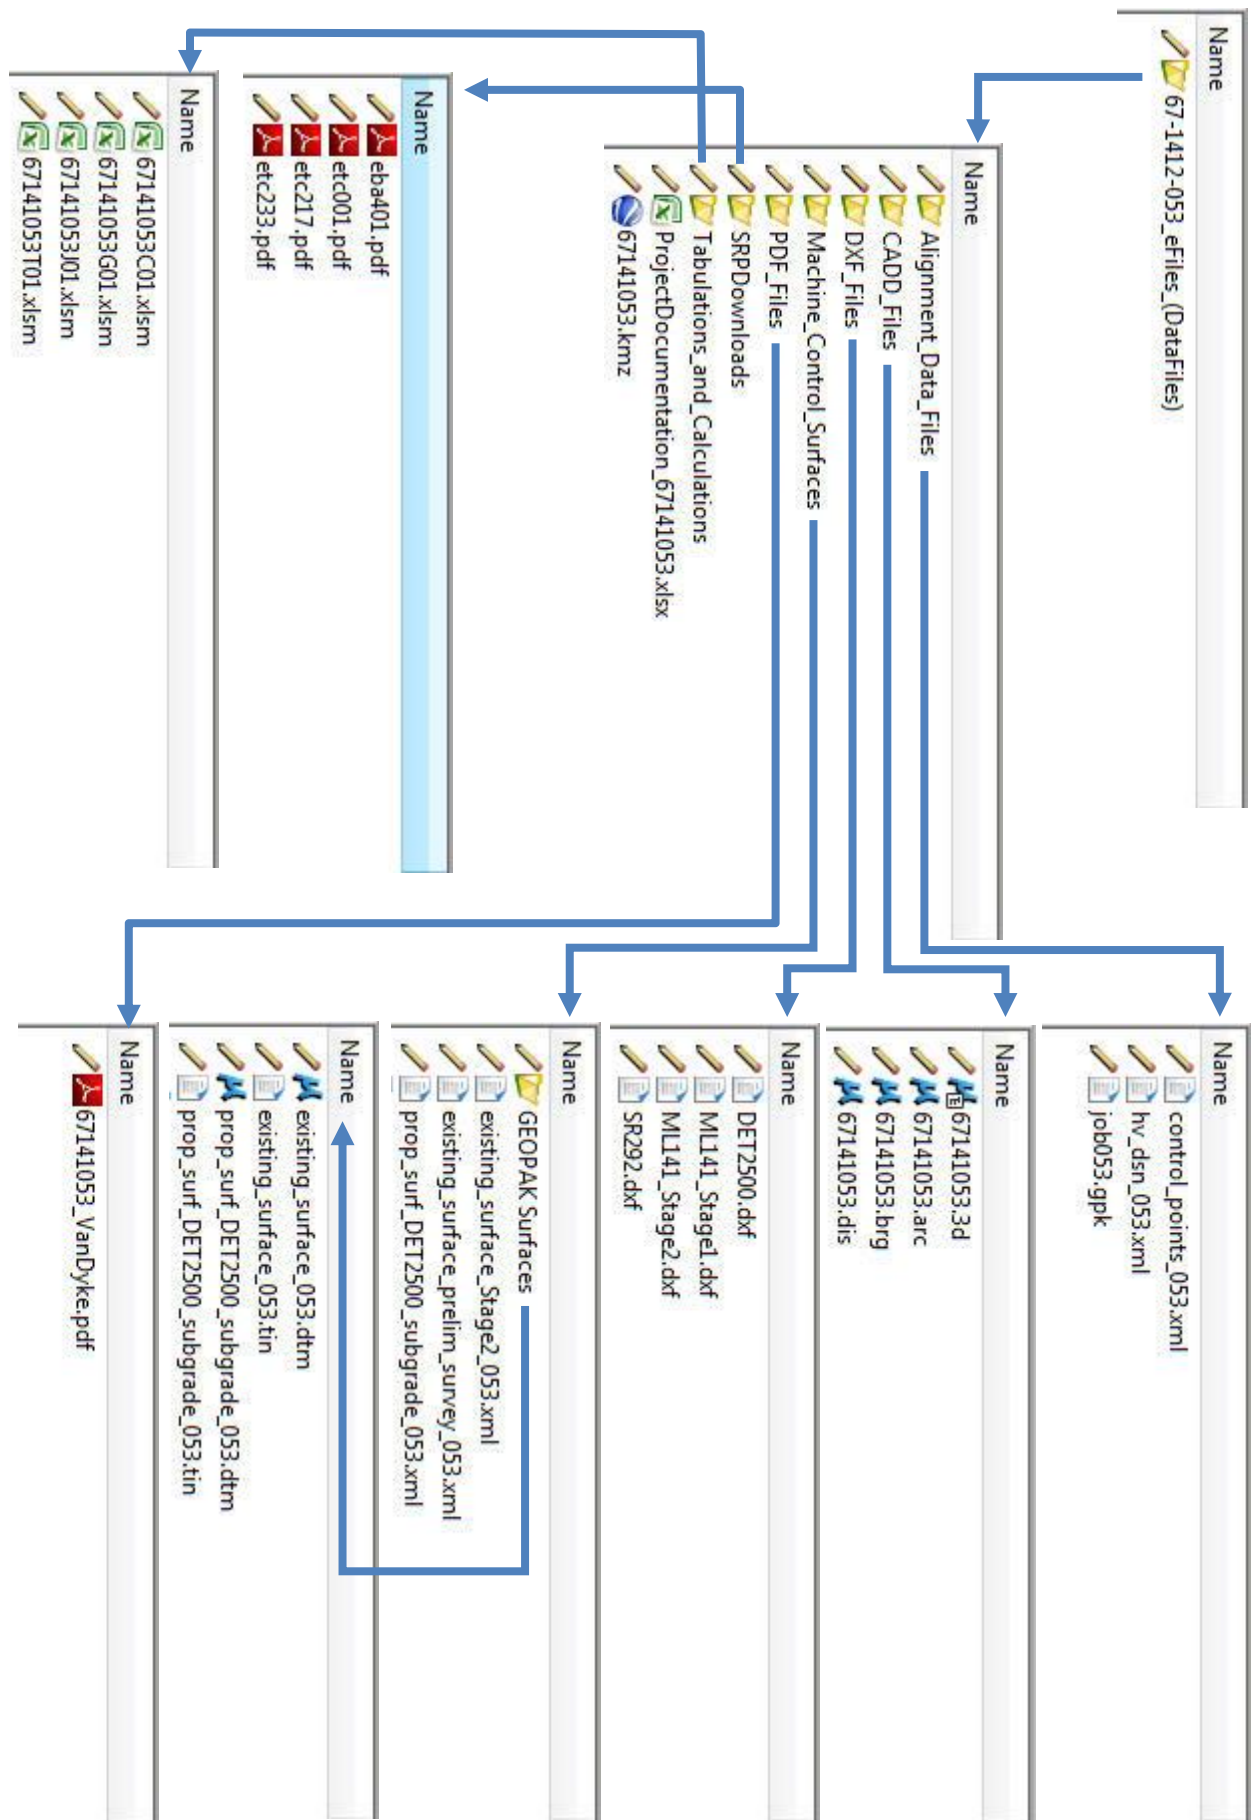 Name
67-1412-053_eFiles_(DataFiles)
Name
Alignment_Data_Files
CADD_Files
DXF_Files
Machine_Control_Surfaces
PDF_Files
SRPDownloads
Tabulations_and_Calculations
ProjectDocumentation_67141053.xlsx
67141053.kmz
Name
eba401.pdf
etc001.pdf
etc217.pdf
etc233.pdf
Name
67141053C01.xlsm
67141053G01.xlsm
67141053J01.xlsm
67141053T01.xlsm
Name
control_points_053.xml
hv_dsn_053.xml
job053.gpk
Name
67141053.3d
67141053.arc
67141053.brg
67141053.dis
Name
DET2500.dxf
ML141_Stage1.dxf
ML141_Stage2.dxf
SR292.dxf
Name
GEOPAK Surfaces
existing_surface_Stage2_053.xml
existing_surface_prelim_survey_053.xml
prop_surf_DET2500_subgrade_053.xml
Name
existing_surface_053.dtm
existing_surface_053.tin
prop_surf_DET2500_subgrade_053.dtm
prop_surf_DET2500_subgrade_053.tin
Name
67141053_VanDyke.pdf